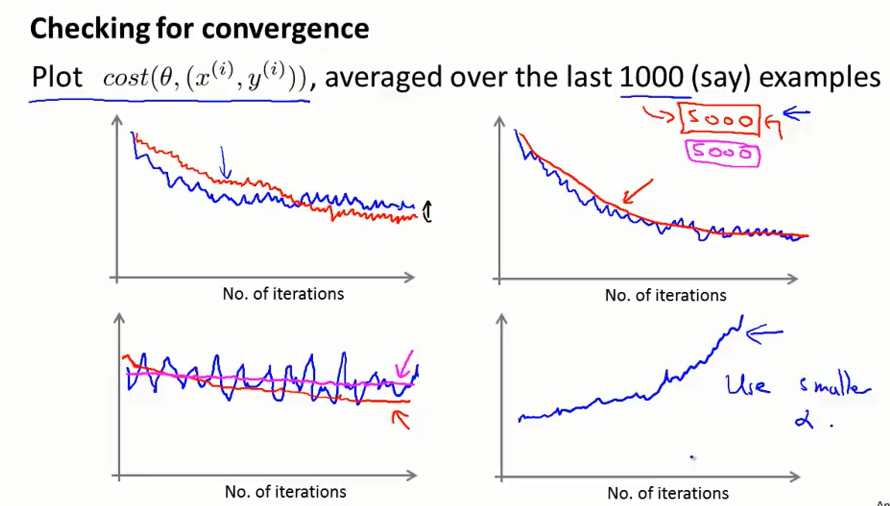 Checking for convergence
Plot cost(θ, (x^(i), y^(i))), averaged over the last 1000 (say) examples
5000
5000
No. of iterations
No. of iterations
Use smaller
α.
No. of iterations
No. of iterations